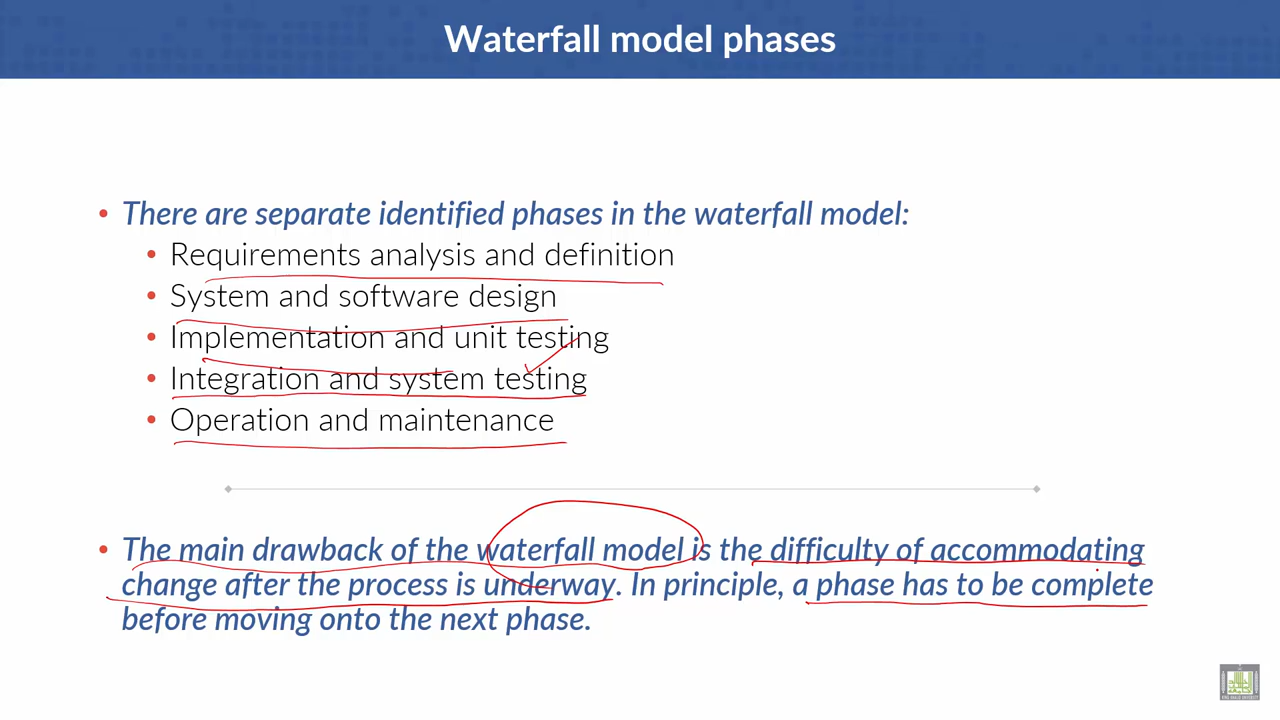 Waterfall model phases
• There are separate identified phases in the waterfall model:
• Requirements analysis and definition
• System and software design
• Implementation and unit testing
• Integration and system testing
• Operation and maintenance
• The main drawback of the waterfall model is the difficulty of accommodating
change after the process is underway. In principle, a phase has to be complete
before moving onto the next phase.